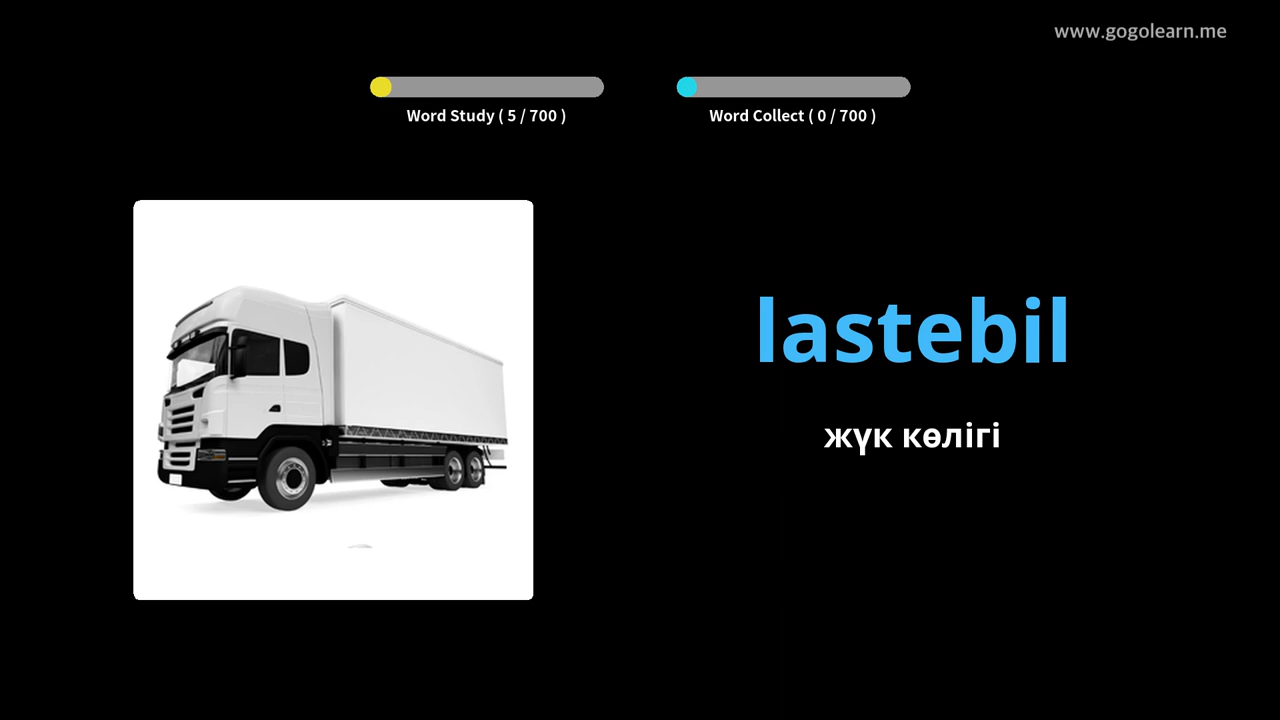 www.gogolearn.me
Word Study ( 5 / 700 )
Word Collect ( 0 / 700 )
lastebil
жүк көлігі